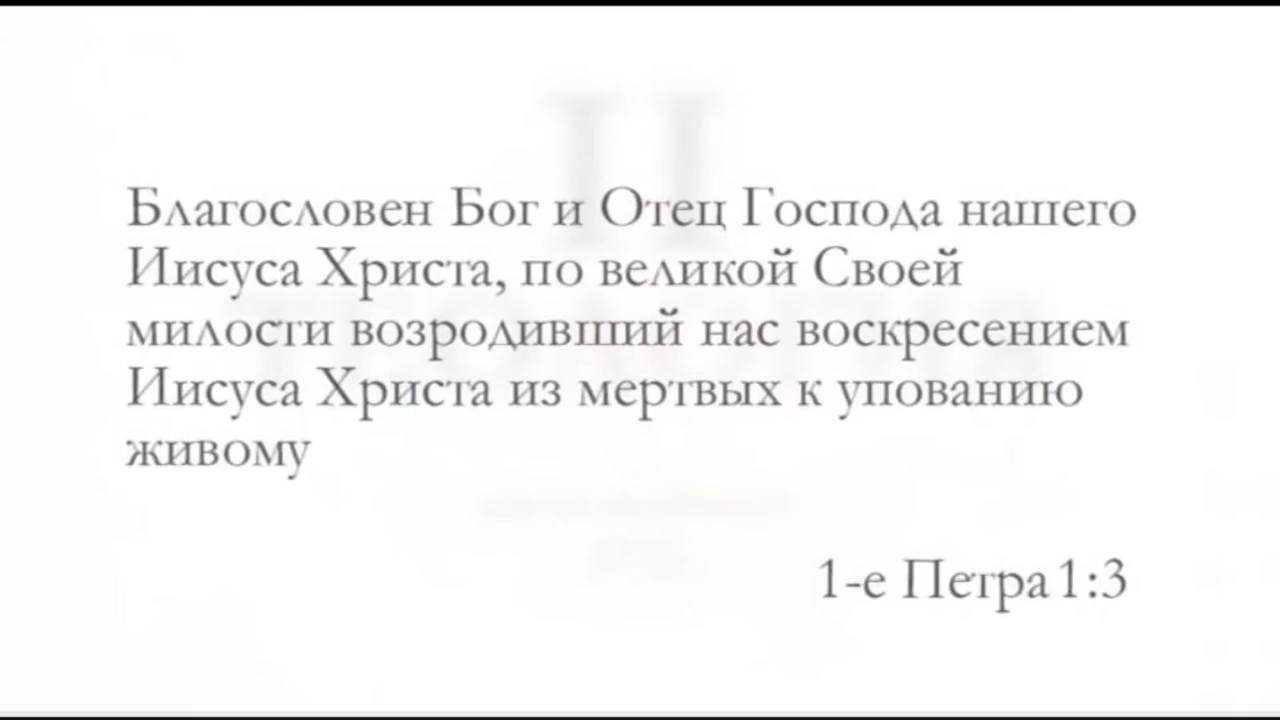 Благословен Бог и Отец Господа нашего
Иисуса Христа, по великой Своей
милости возродивший нас воскресением
Иисуса Христа из мертвых к упованию
живому
1-е Петра 1:3